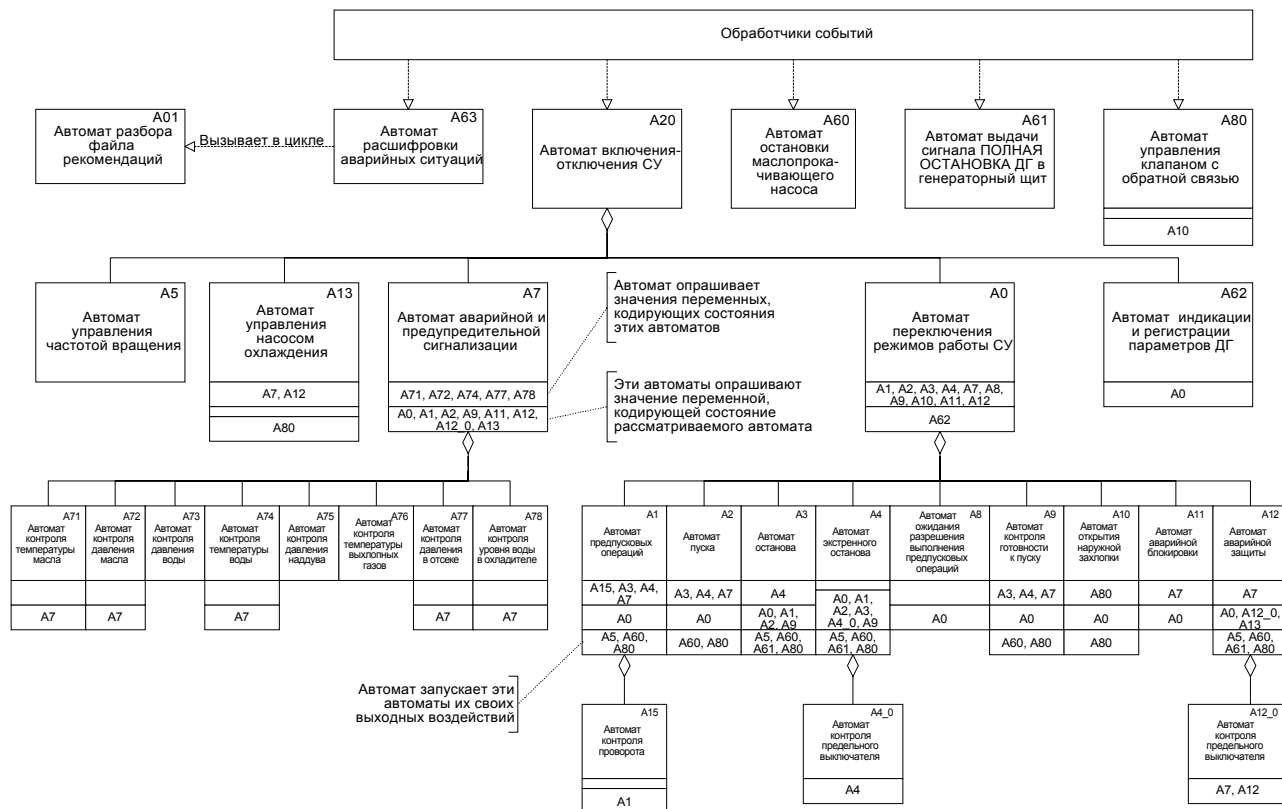 Обработчики событий
A01
Автомат разбора
файла
рекомендаций
Вызывает в цикле
A63
Автомат
расшифровки
аварийных ситуаций
A20
Автомат включения-
отключения СУ
A60
Автомат
остановки
маслопрока-
чивающего
насоса
A61
Автомат выдачи
сигнала ПОЛНАЯ
ОСТАНОВКА ДГ в
генераторный щит
A80
Автомат
управления
клапаном с
обратной связью
A10
A5
Автомат
управления
частотой вращения
A13
Автомат
управления
насосом
охлаждения
A7, A12
A80
A7
Автомат аварийной и
предупредительной
сигнализации
A71, A72, A74, A77, A78
A0, A1, A2, A9, A11, A12,
A12_0, A13
Автомат опрашивает
значения переменных,
кодирующих состояния
этих автоматов
Эти автоматы опрашивают
значение переменной,
кодирующей состояние
рассматриваемого автомата
A0
Автомат
переключения
режимов работы СУ
A1, A2, A3, A4, A7, A8,
A9, A10, A11, A12
A62
A62
Автомат индикации
и регистрации
параметров ДГ
A0
A71
Автомат
контроля
температуры
масла
A7
A72
Автомат
контроля
давления
масла
A7
A73
Автомат
контроля
давления
воды
A74
Автомат
контроля
температуры
воды
A7
A75
Автомат
контроля
давления
наддува
A76
Автомат
контроля
температуры
выхлопных
газов
A77
Автомат
контроля
давления
в отсеке
A7
A78
Автомат
контроля
уровня воды
в охладителе
A7
A1
Автомат
предпусковых
операций
A15, A3, A4,
A7
A0
A5, A60,
A80
A2
Автомат
пуска
A3, A4, A7
A0
A60, A80
A3
Автомат
останова
A4
A0, A1,
A2, A9
A5, A60,
A61, A80
A4
Автомат
экстренного
останова
A0, A1,
A2, A3,
A4_0, A9
A5, A60,
A61, A80
A8
Автомат
ожидания
разрешения
выполнения
предпусковых
операций
A0
A9
Автомат
контроля
готовности
к пуску
A3, A4, A7
A0
A60, A80
A10
Автомат
открытия
наружной
захлопки
A80
A0
A80
A11
Автомат
аварийной
блокировки
A7
A0
A12
Автомат
аварийной
защиты
A7
A0, A12_0,
A13
A5, A60,
A61, A80
Автомат запускает эти
автоматы их своих
выходных воздействий
A15
Автомат
контроля
проворота
A1
A4_0
Автомат
контроля
предельного
выключателя
A4
A12_0
Автомат
контроля
предельного
выключателя
A7, A12